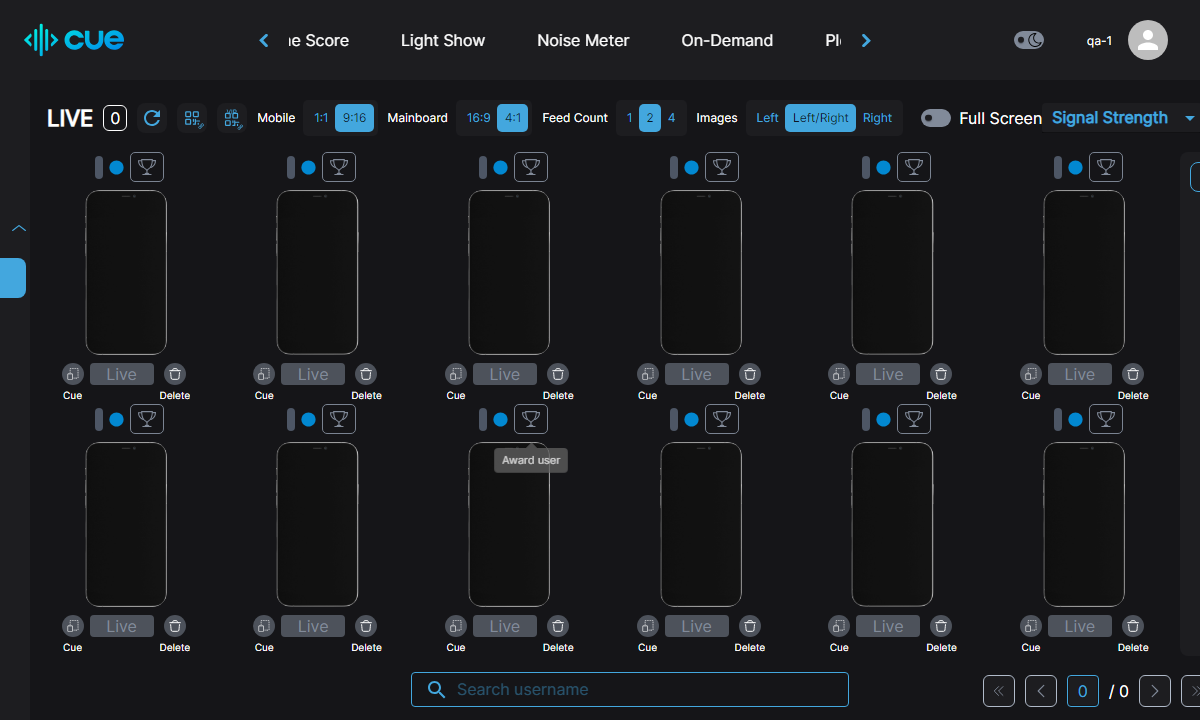 cue
ne Score
Light Show
Noise Meter
On-Demand
qa-1
LIVE 0
Mobile 1:1 9:16
Mainboard 16:9 4:1
Feed Count 1 2 4
Images Left Left/Right Right
Full Screen
Signal Strength
Live Live Live Live Live Live
Cue Delete Cue Delete Cue Delete Cue Delete Cue Delete Cue Delete
Award user
Live Live Live Live Live Live
Cue Delete Cue Delete Cue Delete Cue Delete Cue Delete Cue Delete
Search username
0 / 0